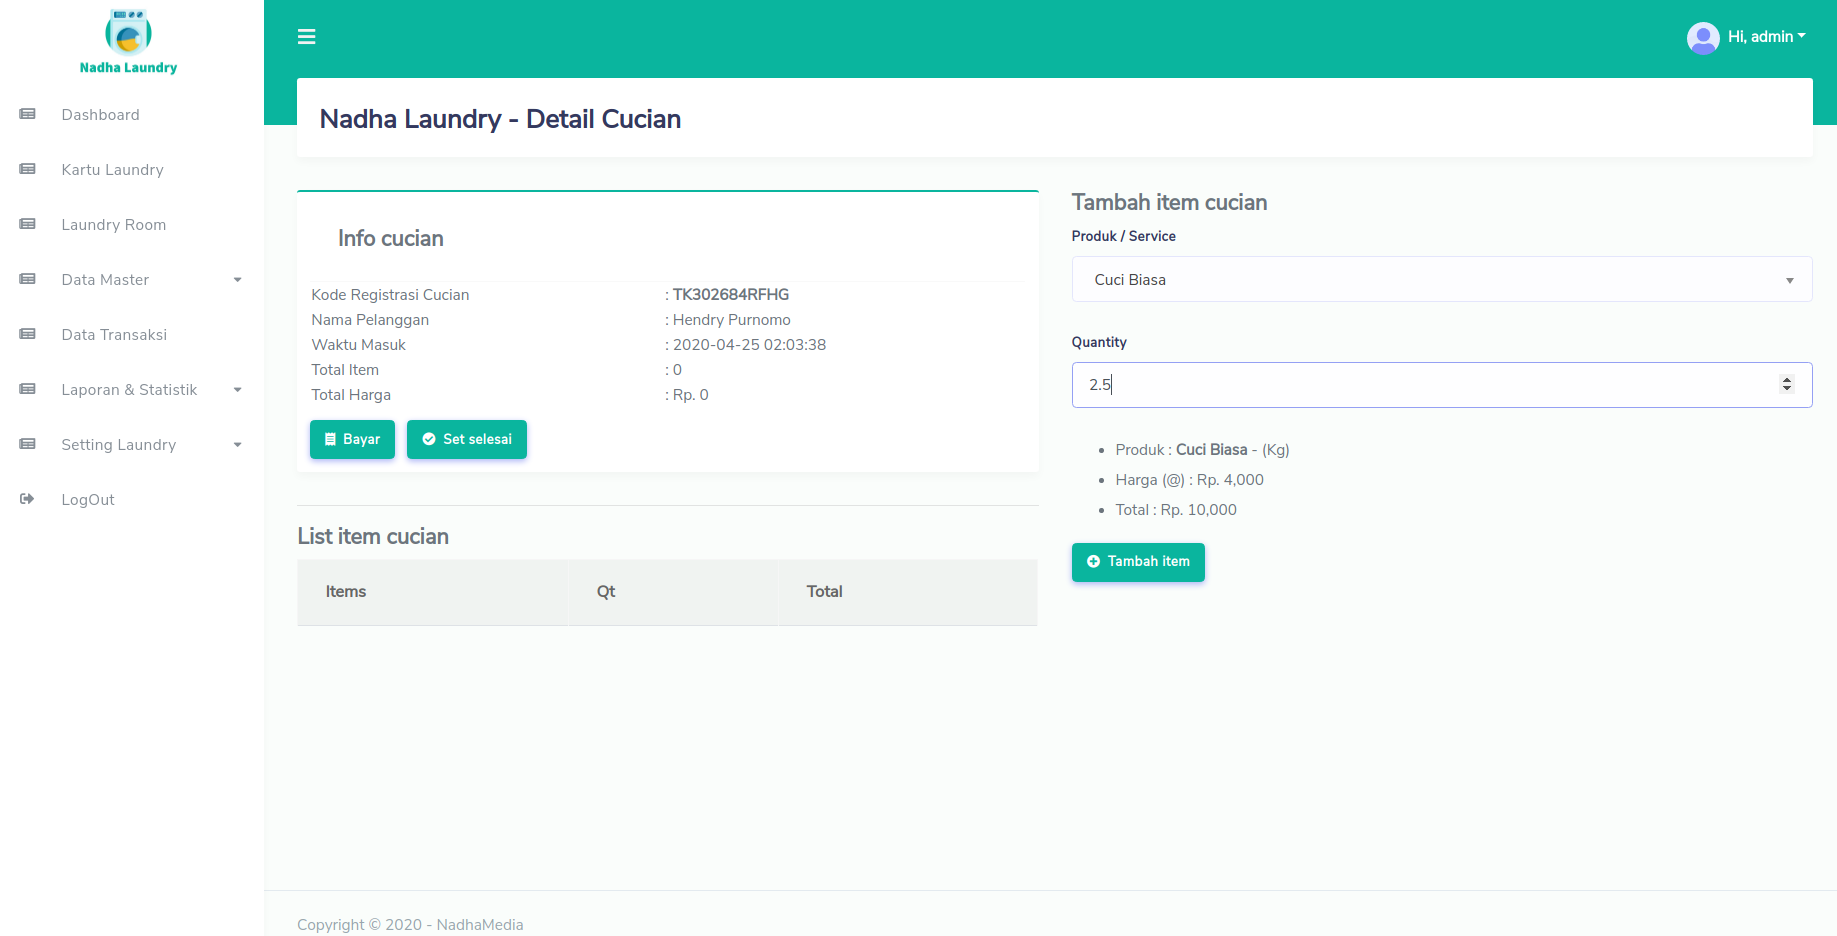 Nadha Laundry
Dashboard
Kartu Laundry
Laundry Room
Data Master
Data Transaksi
Laporan & Statistik
Setting Laundry
LogOut
Hi, admin
Nadha Laundry - Detail Cucian
Info cucian
Kode Registrasi Cucian : TK302684RFHG
Nama Pelanggan : Hendry Purnomo
Waktu Masuk : 2020-04-25 02:03:38
Total Item : 0
Total Harga : Rp. 0
Bayar Set selesai
List item cucian
Items Qt Total
Tambah item cucian
Produk / Service
Cuci Biasa
Quantity
2.5
• Produk : Cuci Biasa - (Kg)
• Harga (@) : Rp. 4,000
• Total : Rp. 10,000
Tambah item
Copyright © 2020 - NadhaMedia